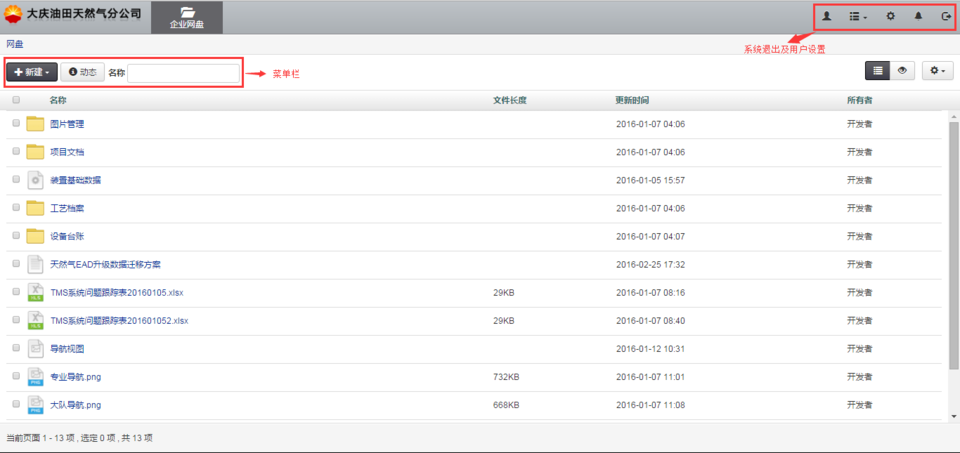 大庆油田天然气分公司
企业网盘
系统退出及用户设置
网盘
新建 动态 名称
菜单栏
名称 文件长度 更新时间 所有者
图片管理 2016-01-07 04:06 开发者
项目文档 2016-01-07 04:06 开发者
装置基础数据 2016-01-05 15:57 开发者
工艺档案 2016-01-07 04:06 开发者
设备台账 2016-01-07 04:07 开发者
天然气EAD升级数据迁移方案 2016-02-25 17:32 开发者
XLS TMS系统问题跟踪表20160105.xlsx 29KB 2016-01-07 08:16 开发者
XLS TMS系统问题跟踪表201601052.xlsx 29KB 2016-01-07 08:40 开发者
导航视图 2016-01-12 10:31 开发者
PNG 专业导航.png 732KB 2016-01-07 11:01 开发者
PNG 大队导航.png 668KB 2016-01-07 11:08 开发者
当前页面 1 - 13 项 , 选定 0 项 , 共 13 项